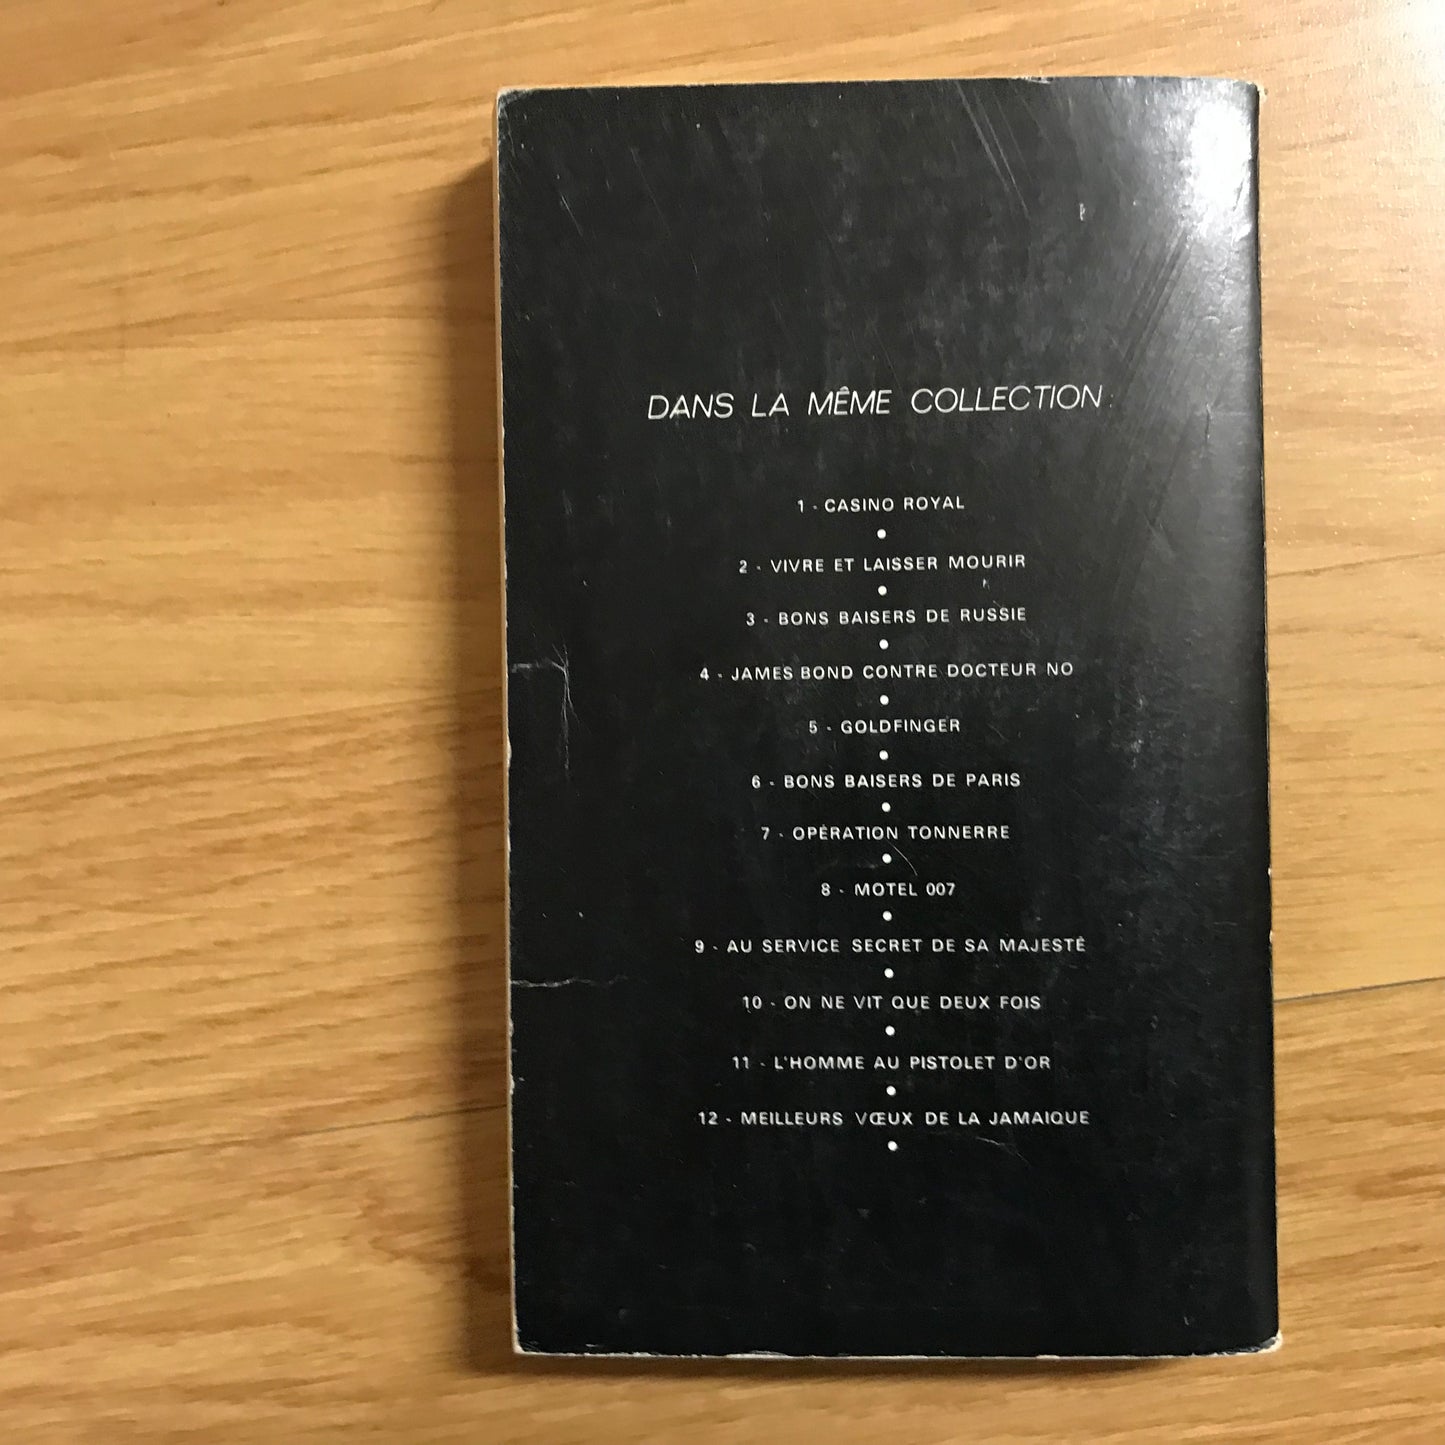 DANS LA MÊME COLLECTION :
1 - CASINO ROYAL
2 - VIVRE ET LAISSER MOURIR
3 - BONS BAISERS DE RUSSIE
4 - JAMES BOND CONTRE DOCTEUR NO
5 - GOLDFINGER
6 - BONS BAISERS DE PARIS
7 - OPÉRATION TONNERRE
8 - MOTEL 007
9 - AU SERVICE SECRET DE SA MAJESTÉ
10 - ON NE VIT QUE DEUX FOIS
11 - L'HOMME AU PISTOLET D'OR
12 - MEILLEURS VŒUX DE LA JAMAIQUE